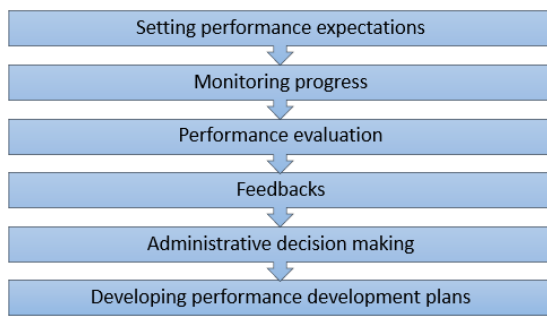 Setting performance expectations
Monitoring progress
Performance evaluation
Feedbacks
Administrative decision making
Developing performance development plans